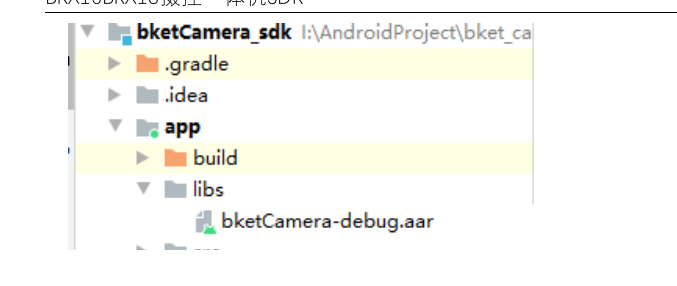 bketCamera_sdk I:\AndroidProject\bket_ca
.gradle
.idea
app
build
libs
bketCamera-debug.aar